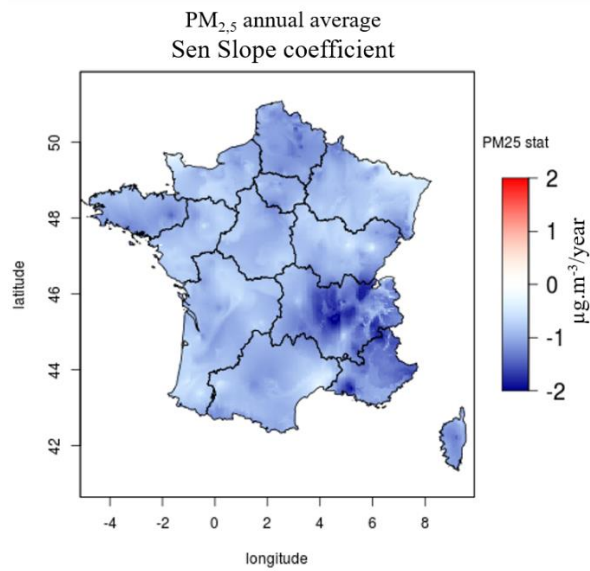 PM2,5 annual average
Sen Slope coefficient
PM25 stat
2
1
0
-1
-2
µg.m-3/year
latitude
50
48
46
44
42
-4 -2 0 2 4 6 8
longitude